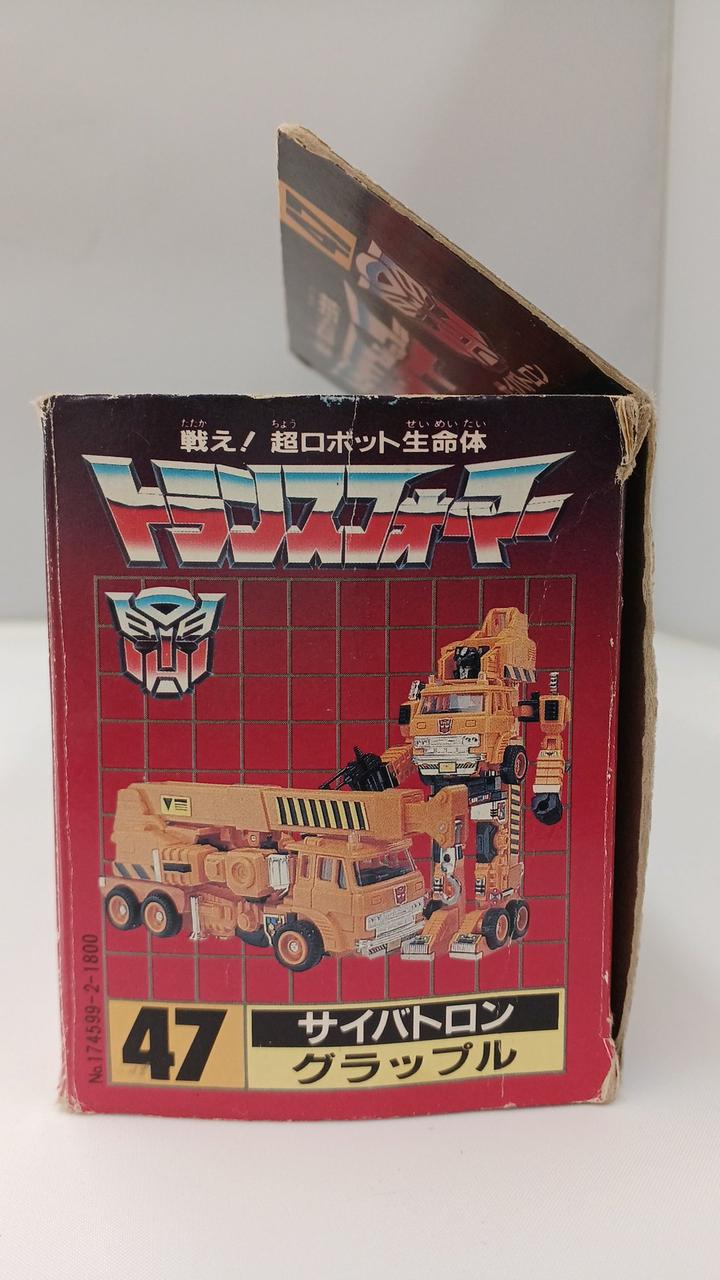 たたか ちょう せいめいたい
戦え! 超ロボット生命体
トランスフォーマー
No.174599-2-1800
47
サイバトロン
グラップル